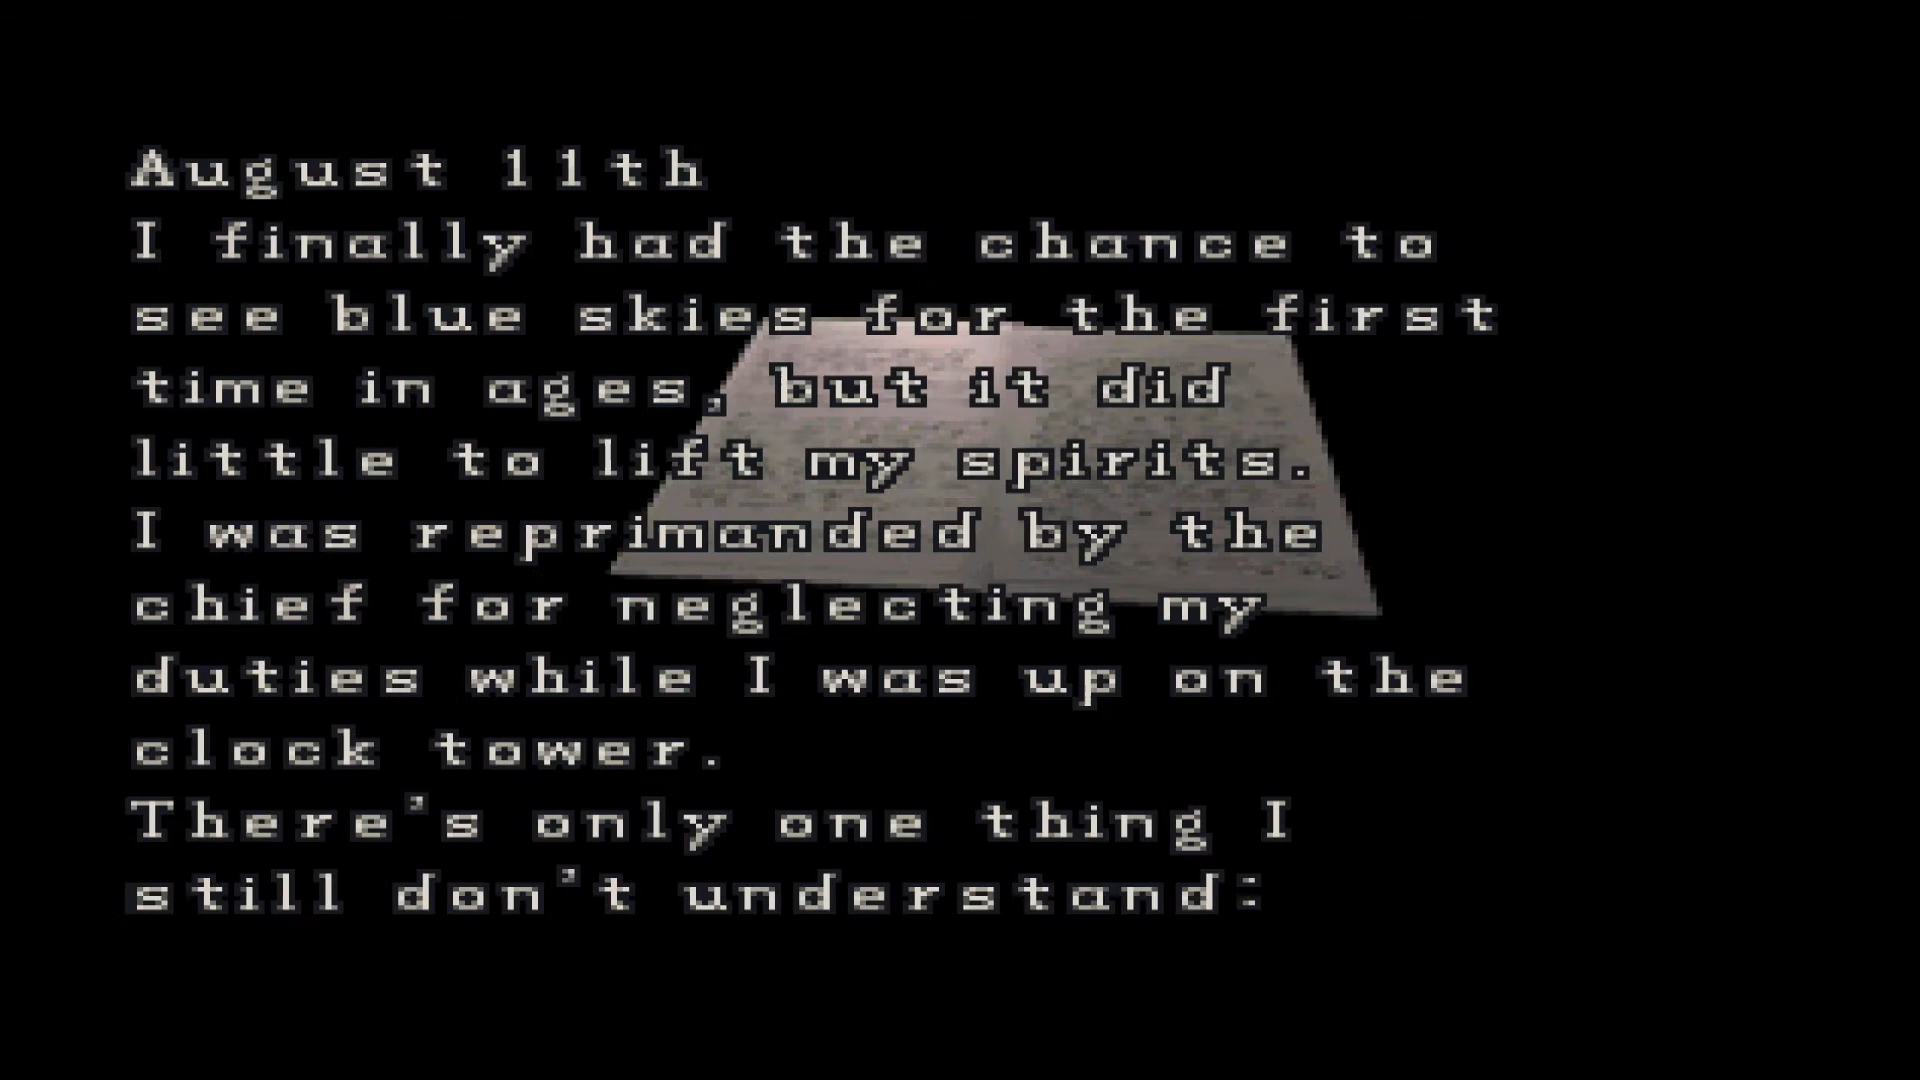 August 11th
I finally had the chance to
see blue skies for the first
time in ages, but it did
little to lift my spirits.
I was reprimanded by the
chief for neglecting my
duties while I was up on the
clock tower.
There's only one thing I
still don't understand: